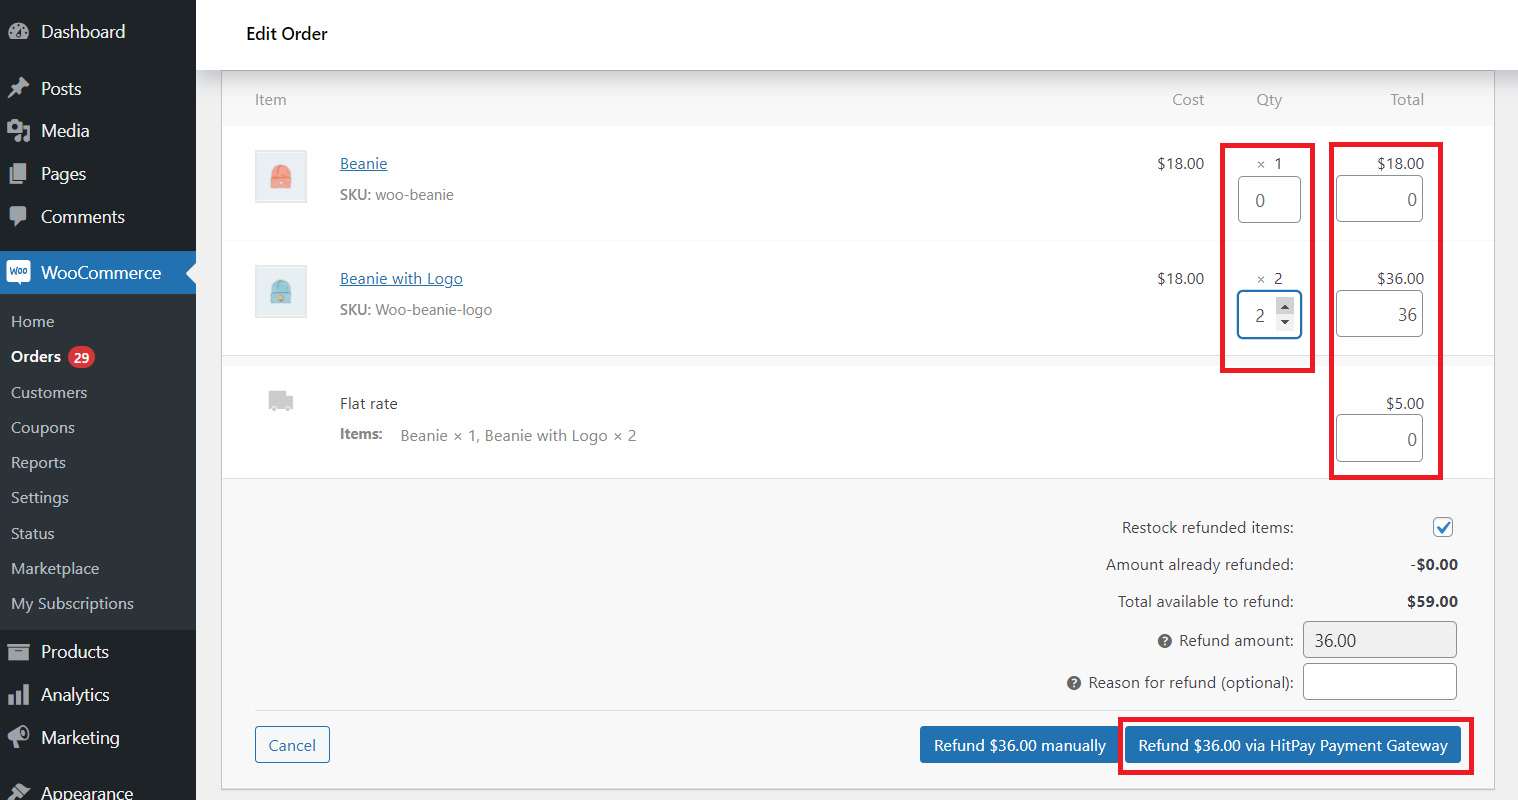 Dashboard
Posts
Media
Pages
Comments
Woo WooCommerce
Home
Orders 29
Customers
Coupons
Reports
Settings
Status
Marketplace
My Subscriptions
Products
Analytics
Marketing
Appearance
Edit Order
Item Cost Qty Total
Beanie $18.00 × 1 $18.00
SKU: woo-beanie 0 0
Beanie with Logo $18.00 × 2 $36.00
SKU: Woo-beanie-logo 2 36
Flat rate $5.00
Items: Beanie × 1, Beanie with Logo × 2 0
Restock refunded items:
Amount already refunded: -$0.00
Total available to refund: $59.00
? Refund amount: 36.00
? Reason for refund (optional):
Cancel Refund $36.00 manually Refund $36.00 via HitPay Payment Gateway